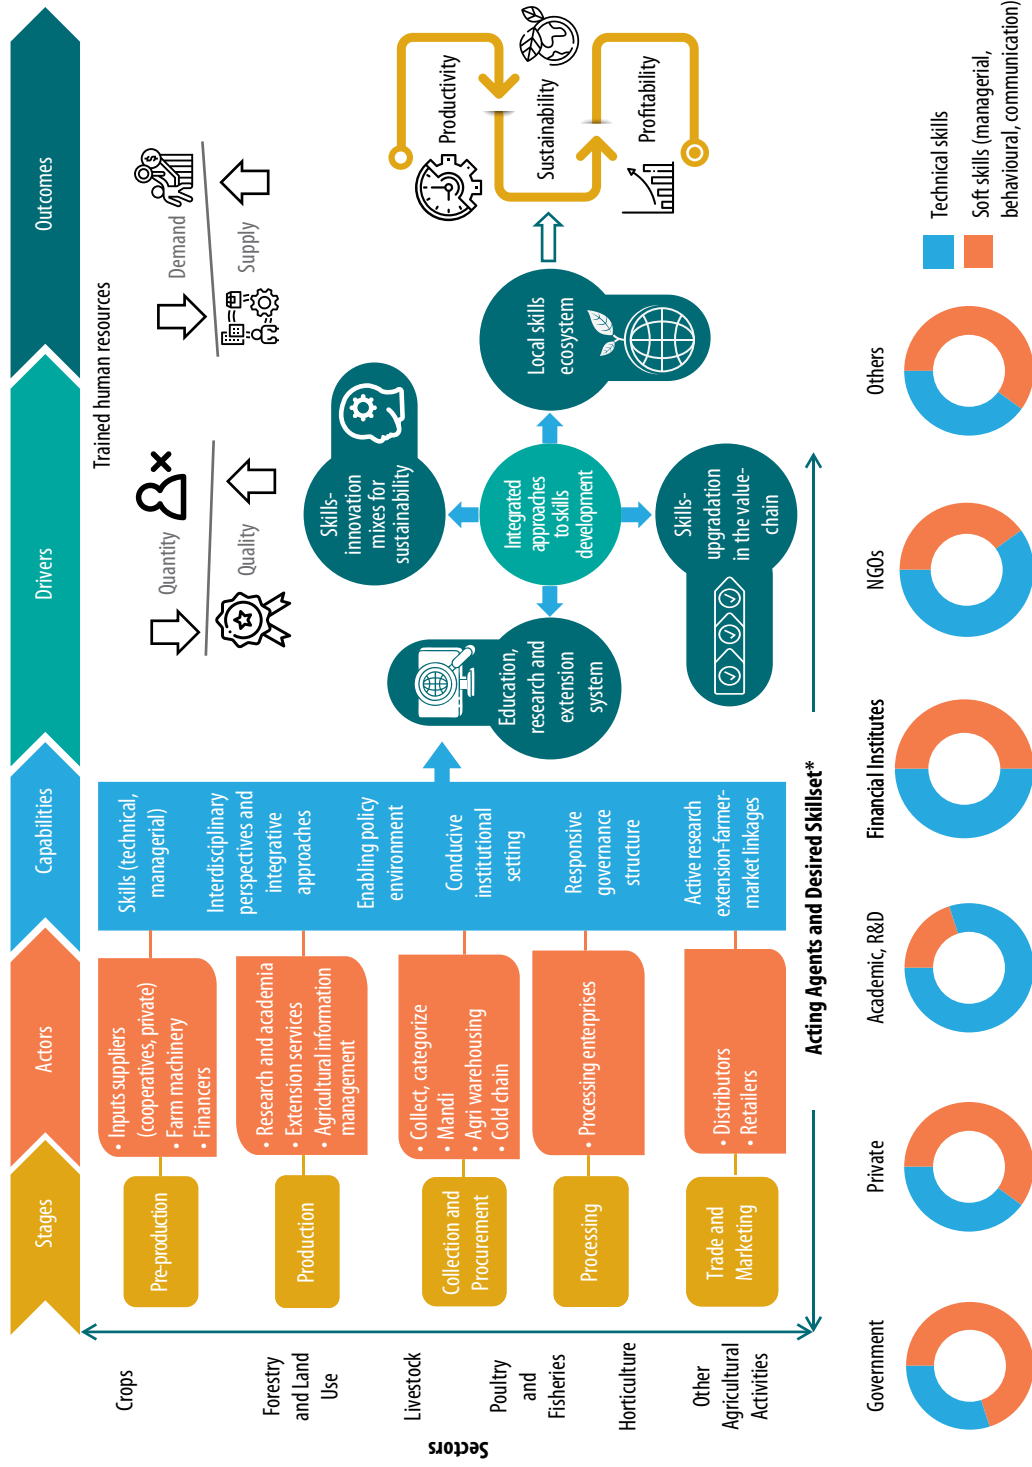 Stages
Actors
Capabilities
Drivers
Outcomes
Sectors
Crops
Forestry
and Land
Use
Livestock
Poultry
and
Fisheries
Horticulture
Other
Agricultural
Activities
Pre-production
Production
Collection and
Procurement
Processing
Trade and
Marketing
• Inputs suppliers
(cooperatives, private)
• Farm machinery
• Financers
• Research and academia
• Extension services
• Agricultural information
management
• Collect, categorize
• Mandi
• Agri warehousing
• Cold chain
• Processing enterprises
• Distributors
• Retailers
Skills (technical,
managerial)
Interdisciplinary
perspectives and
integrative
approaches
Enabling policy
environment
Conducive
institutional
setting
Responsive
governance
structure
Active research
extension-farmer-
market linkages
Trained human resources
Quantity
Quality
Demand
Supply
Skills-
innovation
mixes for
sustainability
Education,
research and
extension
system
Integrated
approaches
to skills
development
Local skills
ecosystem
Skills-
upgradation
in the value-
chain
Productivity
Sustainability
Profitability
Acting Agents and Desired Skillset*
Government
Private
Academic, R&D
Financial Institutes
NGOs
Others
Technical skills
Soft skills (managerial,
behavioural, communication)